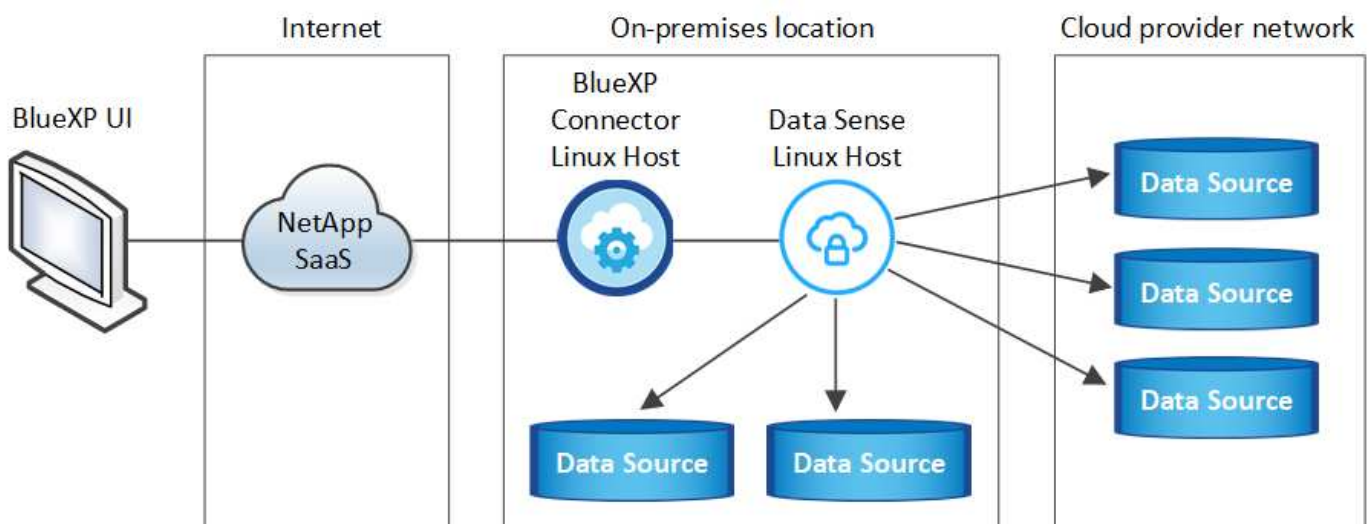 Internet
On-premises location
Cloud provider network
BlueXP UI
NetApp
SaaS
BlueXP
Connector
Linux Host
Data Sense
Linux Host
Data Source
Data Source
Data Source
Data Source
Data Source